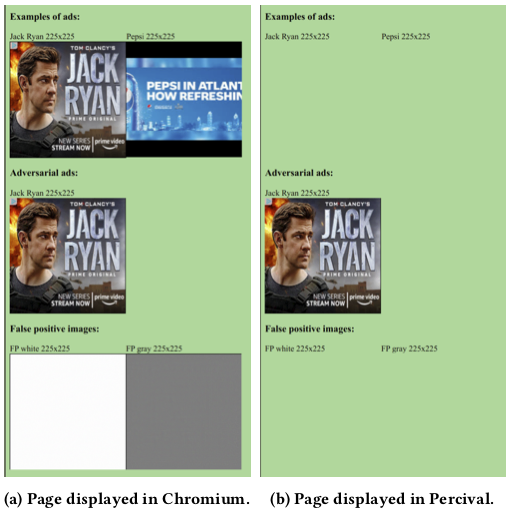 Examples of ads:
Jack Ryan 225x225 Pepsi 225x225
TOM CLANCY'S
JACK
RYAN
PRIME ORIGINAL
NEW SERIES
STREAM NOW
prime video
PEPSI IN ATLANT
HOW REFRESHIN
Adversarial ads:
Jack Ryan 225x225
TOM CLANCY'S
JACK
RYAN
PRIME ORIGINAL
NEW SERIES
STREAM NOW
prime video
False positive images:
FP white 225x225 FP gray 225x225
(a) Page displayed in Chromium.
Examples of ads:
Jack Ryan 225x225 Pepsi 225x225
Adversarial ads:
Jack Ryan 225x225
TOM CLANCY'S
JACK
RYAN
PRIME ORIGINAL
NEW SERIES
STREAM NOW
prime video
False positive images:
FP white 225x225 FP gray 225x225
(b) Page displayed in Percival.